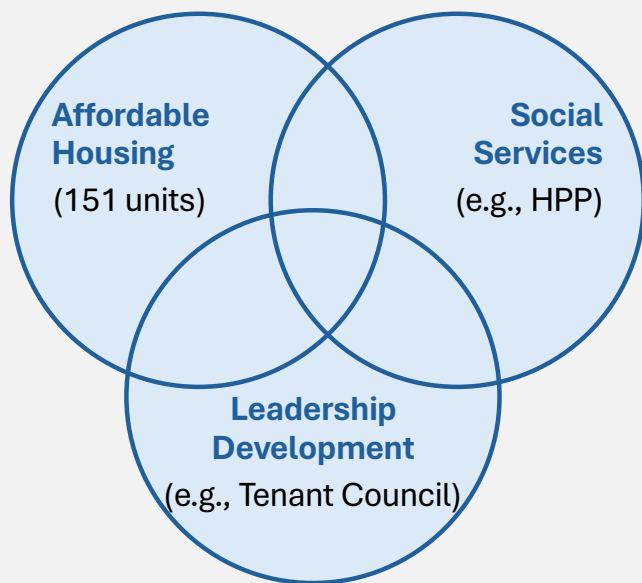 Affordable
Housing
(151 units)
Social
Services
(e.g., HPP)
Leadership
Development
(e.g., Tenant Council)